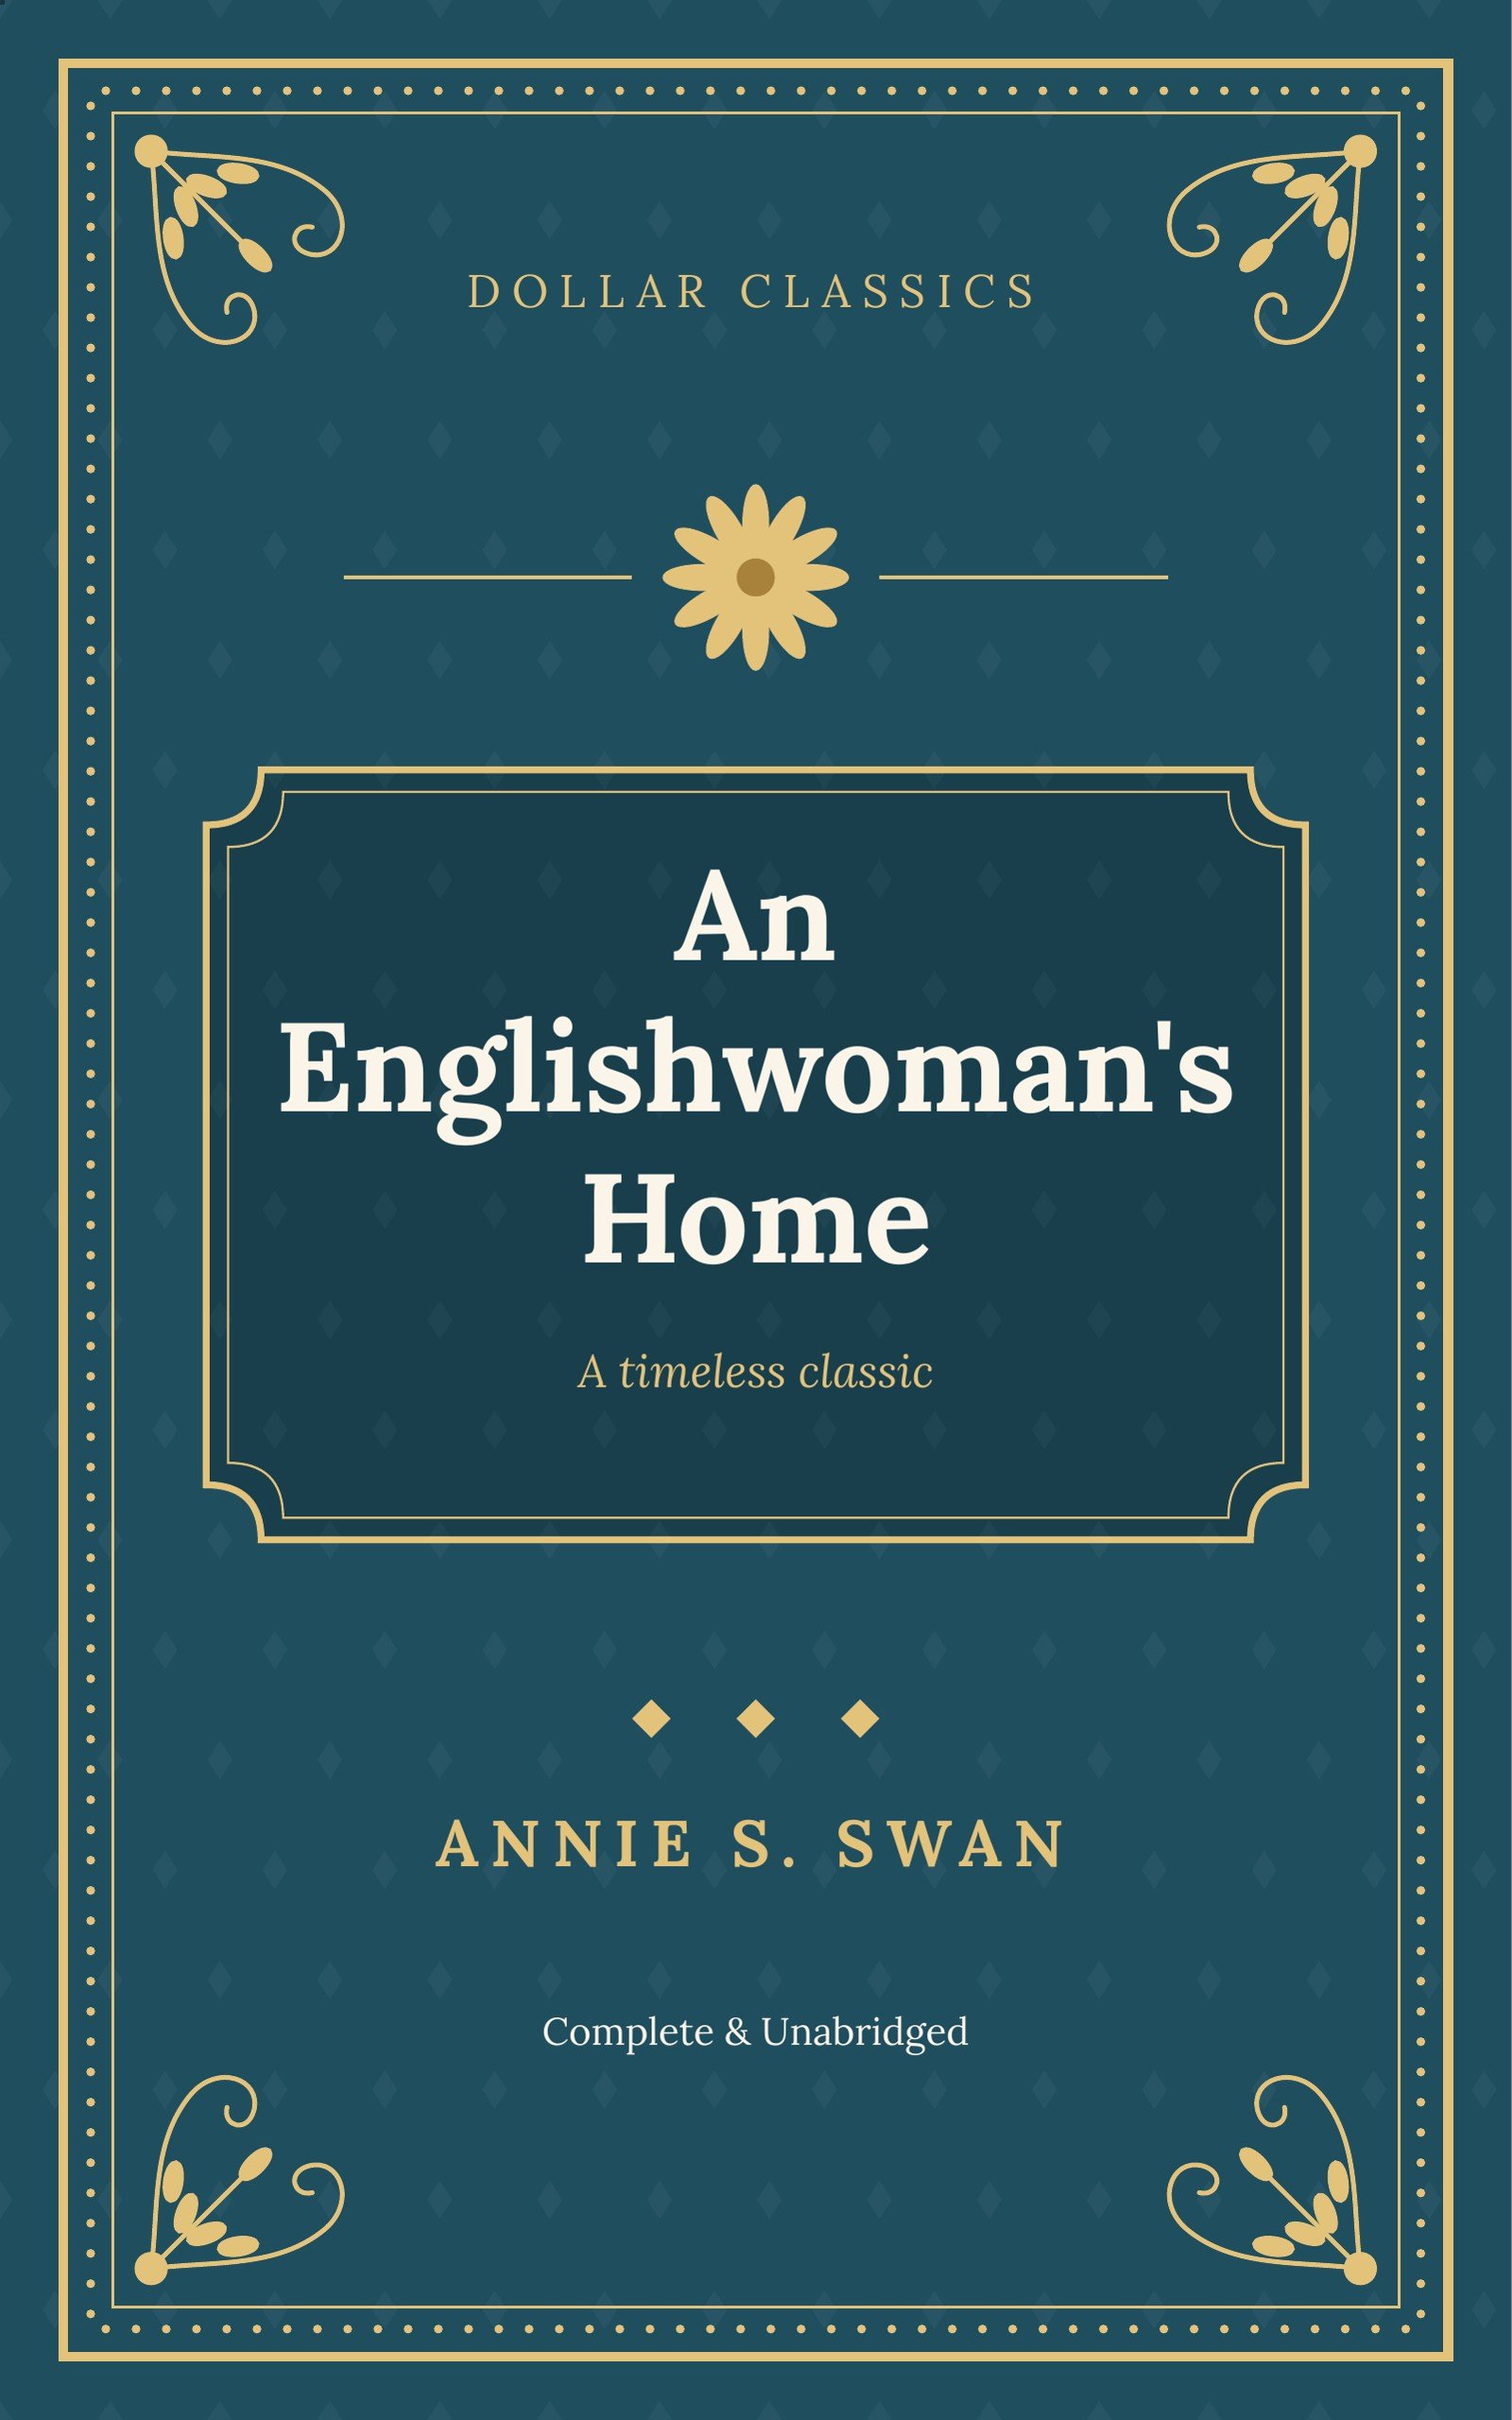 DOLLAR CLASSICS
An
Englishwoman's
Home
A timeless classic
ANNIE S. SWAN
Complete & Unabridged